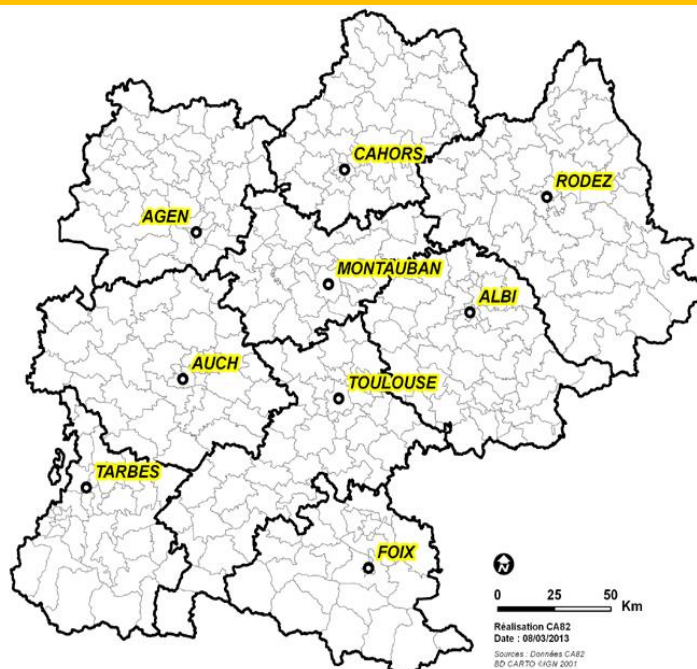 CAHORS
RODEZ
AGEN
MONTAUBAN
ALBI
AUCH
TOULOUSE
TARBES
FOIX
N
0 25 50 Km
Réalisation CA82
Date : 08/03/2013
Sources : Données CA82
BD CARTO ©IGN 2001